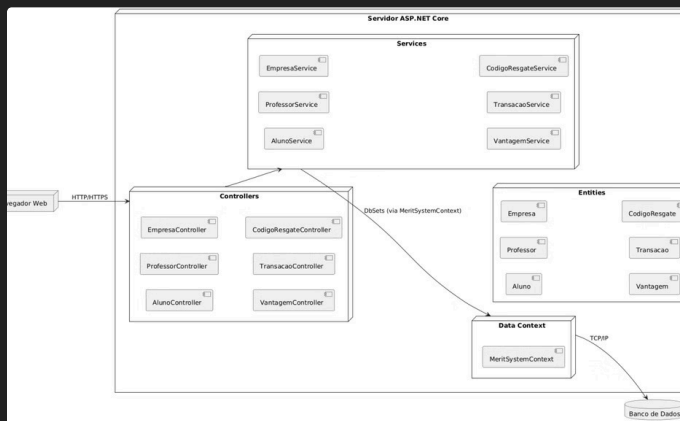 Servidor ASP.NET Core
Services
EmpresaService
CodigoResgateService
ProfessorService
TransacaoService
AlunoService
VantagemService
HTTP/HTTPS
vegador Web
Controllers
EmpresaController
CodigoResgateController
ProfessorController
TransacaoController
AlunoController
VantagemController
DbSets (via MeritSystemContext)
Entities
Empresa
CodigoResgate
Professor
Transacao
Aluno
Vantagem
Data Context
MeritSystemContext
TCP/IP
Banco de Dados